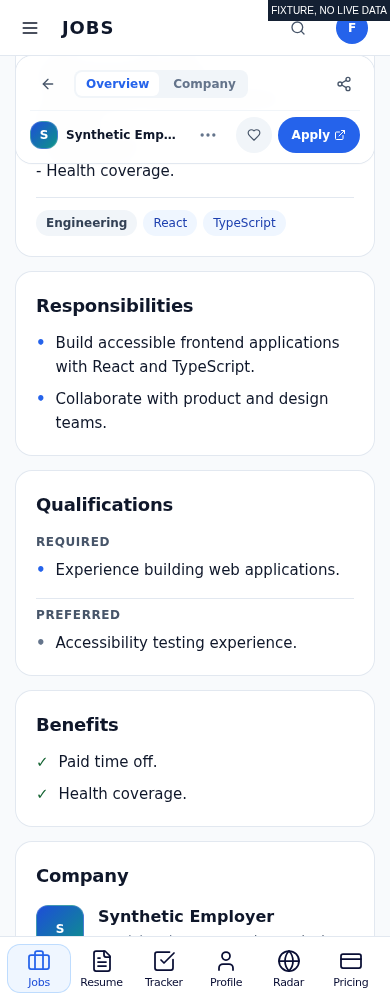 FIXTURE, NO LIVE DATA
JOBS
F
Overview Company
S Synthetic Emp... ••• Apply
- Health coverage.
Engineering React TypeScript
Responsibilities
• Build accessible frontend applications
with React and TypeScript.
• Collaborate with product and design
teams.
Qualifications
REQUIRED
• Experience building web applications.
PREFERRED
• Accessibility testing experience.
Benefits
✓ Paid time off.
✓ Health coverage.
Company
S
Synthetic Employer
Jobs Resume Tracker Profile Radar Pricing